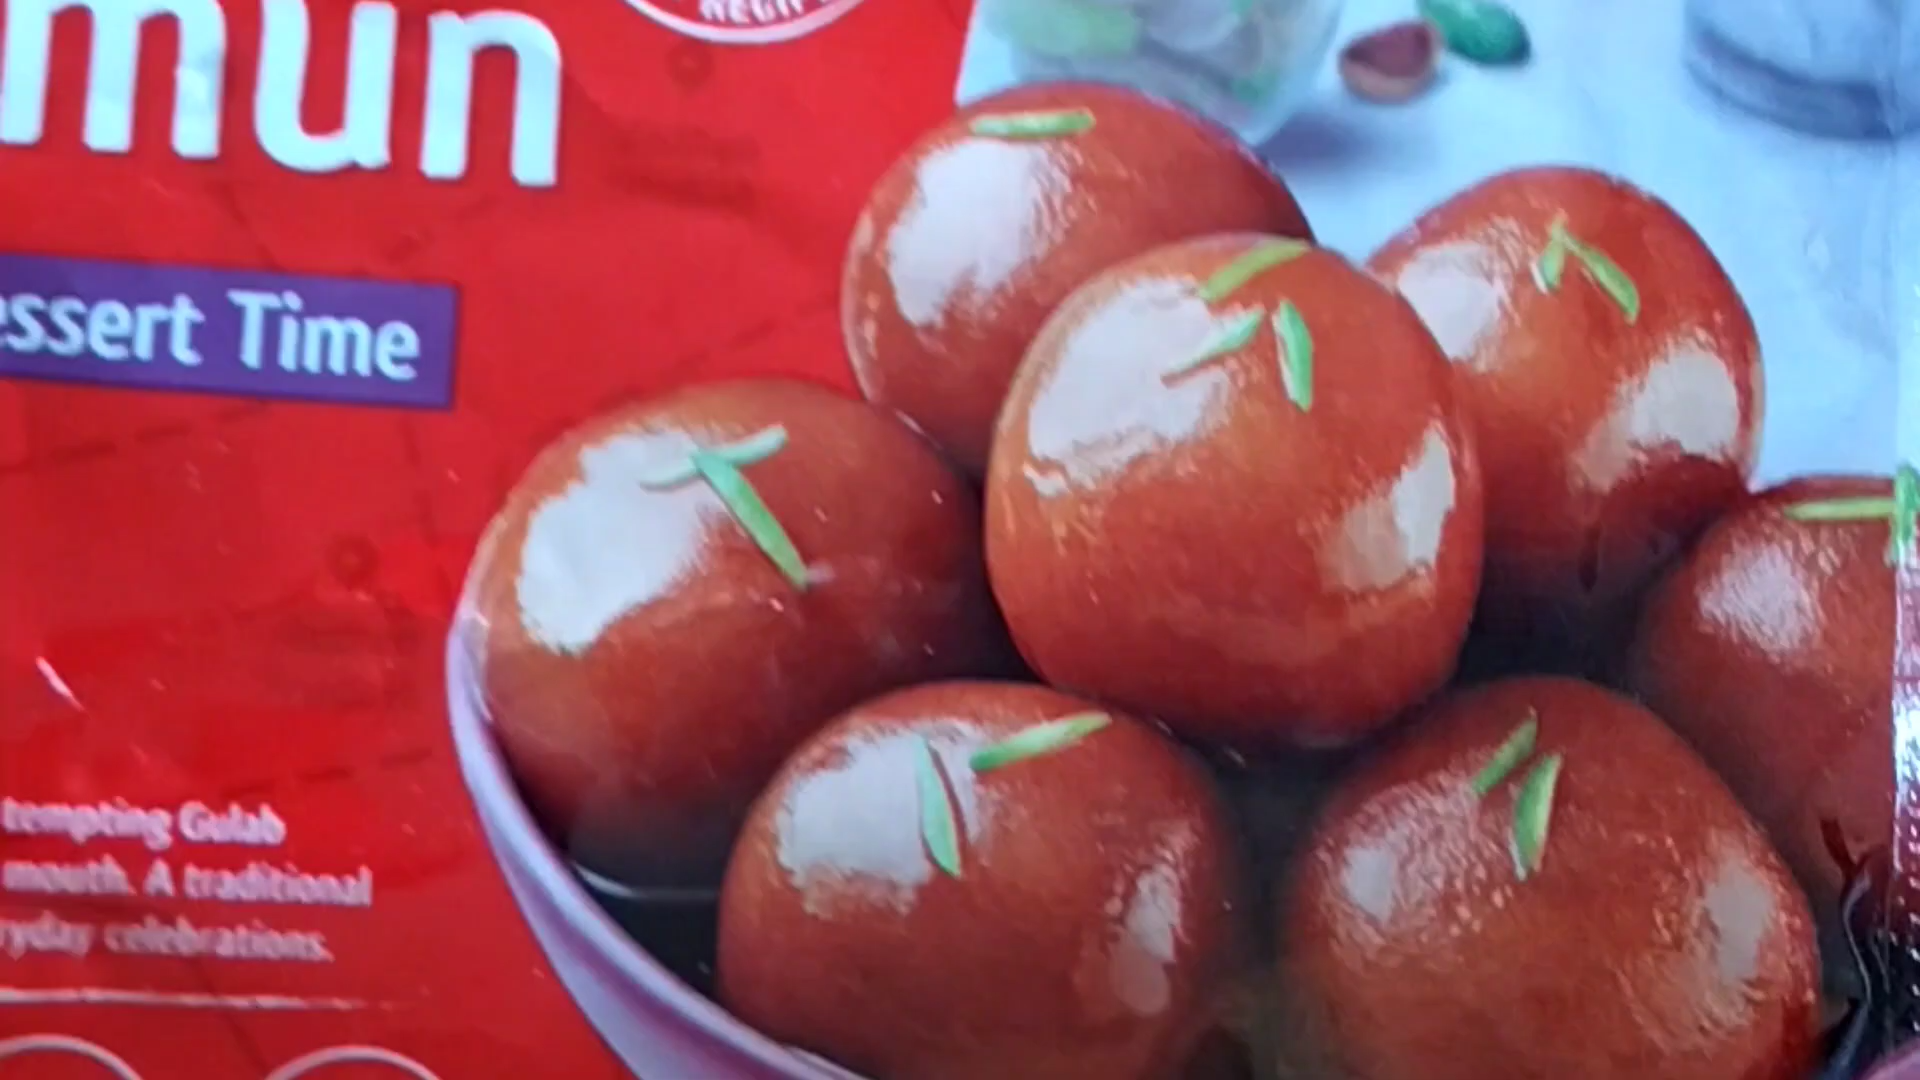 mun
essert Time
tempting Gulab
mouth. A traditional
ryday celebrations.